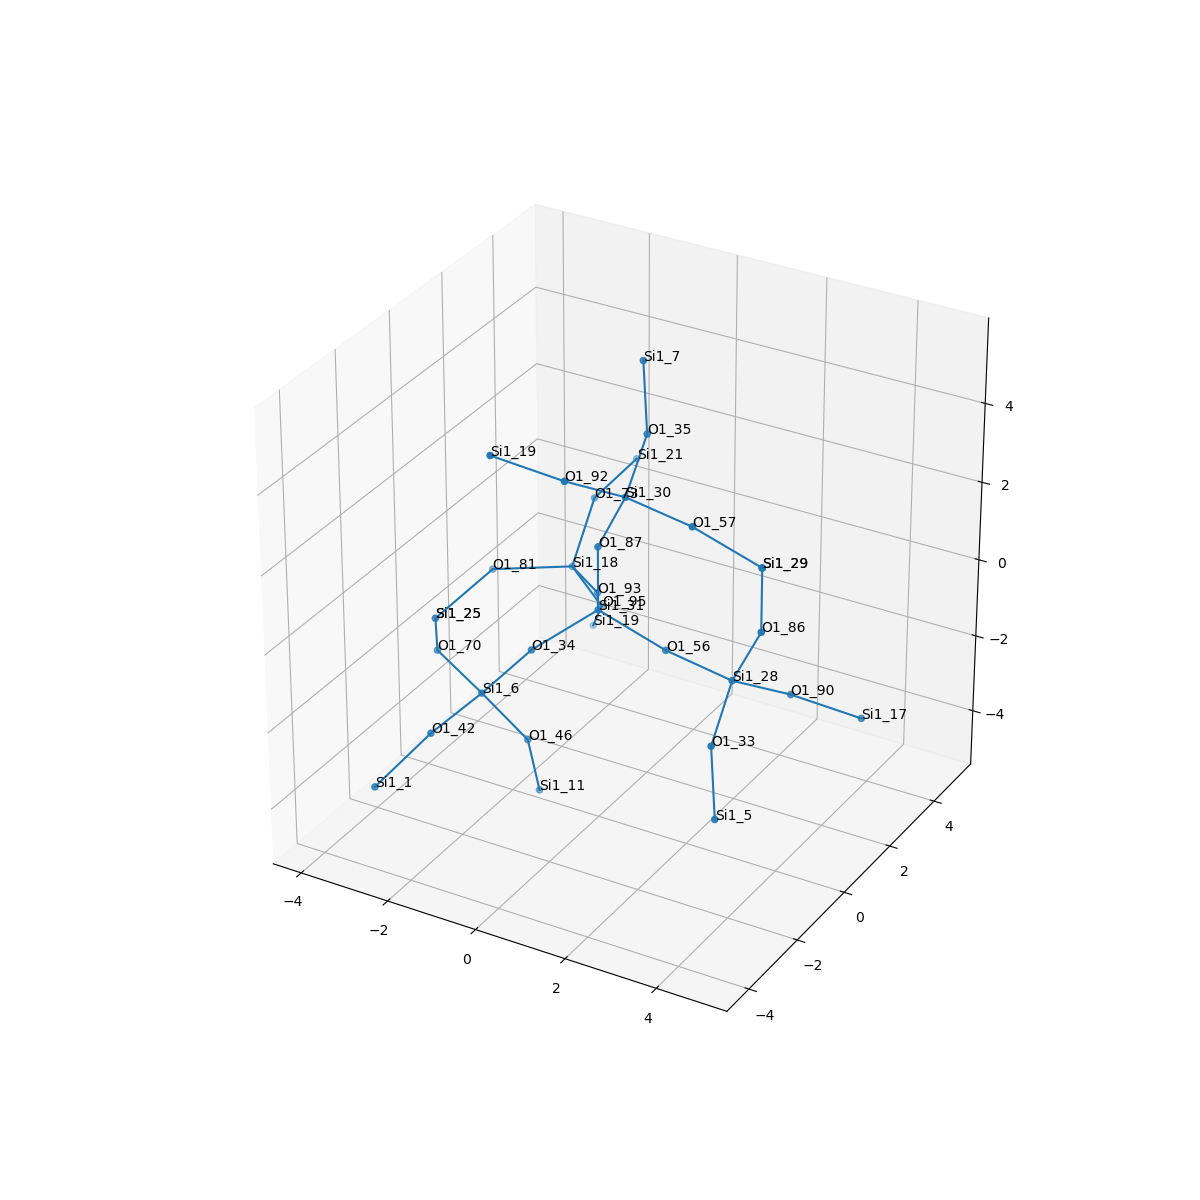 Si1_7
4
O1_35
Si1_19
Si1_21
O1_92
2
O1_73
Si1_30
O1_57
O1_87
O1_81
Si1_18
Si1_29
0
O1_93
O1_95
Si1_31
Si1_25
Si1_19
O1_86
−2
O1_70
O1_34
O1_56
Si1_28
Si1_6
O1_90
Si1_17
−4
O1_42
O1_46
O1_33
Si1_1
Si1_11
Si1_5
4
2
−4
0
−2
0
−2
2
−4
4